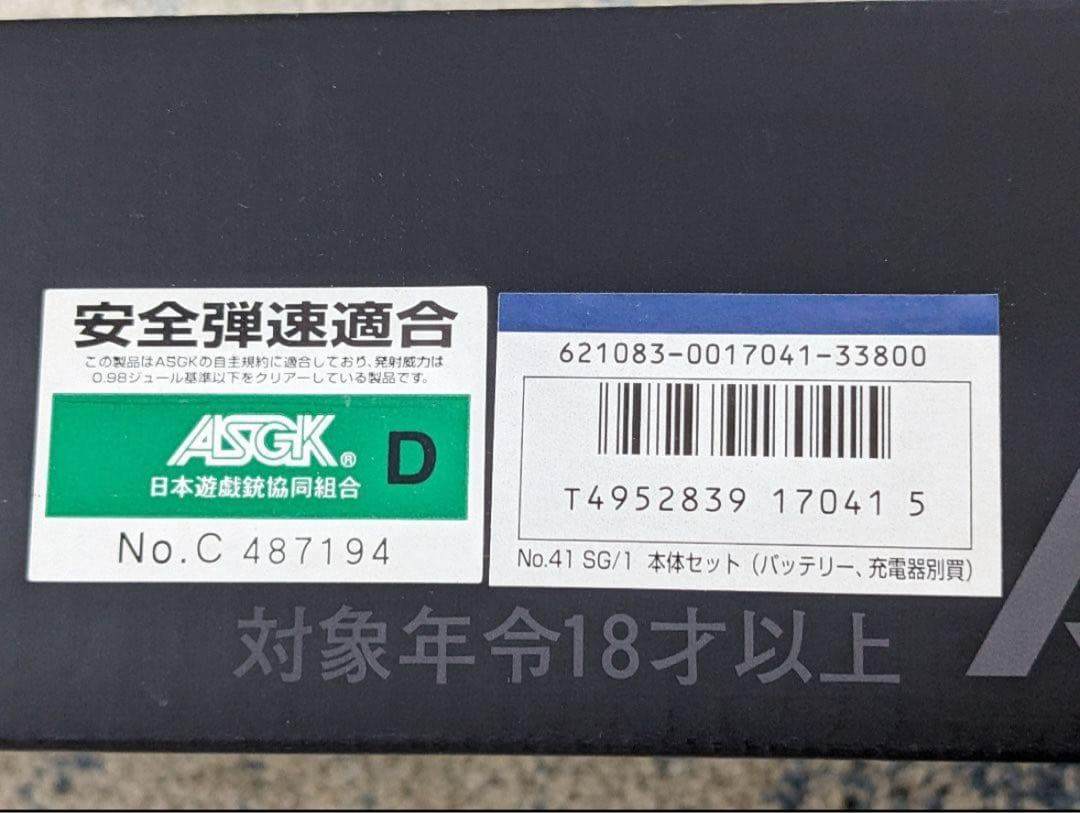 安全弾速適合
この製品はASGKの自主規約に適合しており、発射威力は
0.98ジュール基準以下をクリアーしている製品です。
ASGK® D
日本遊戯銃協同組合
No.C 487194
621083-0017041-33800
T4952839 17041 5
No.41 SG/1 本体セット (バッテリー、充電器別買)
対象年令18才以上